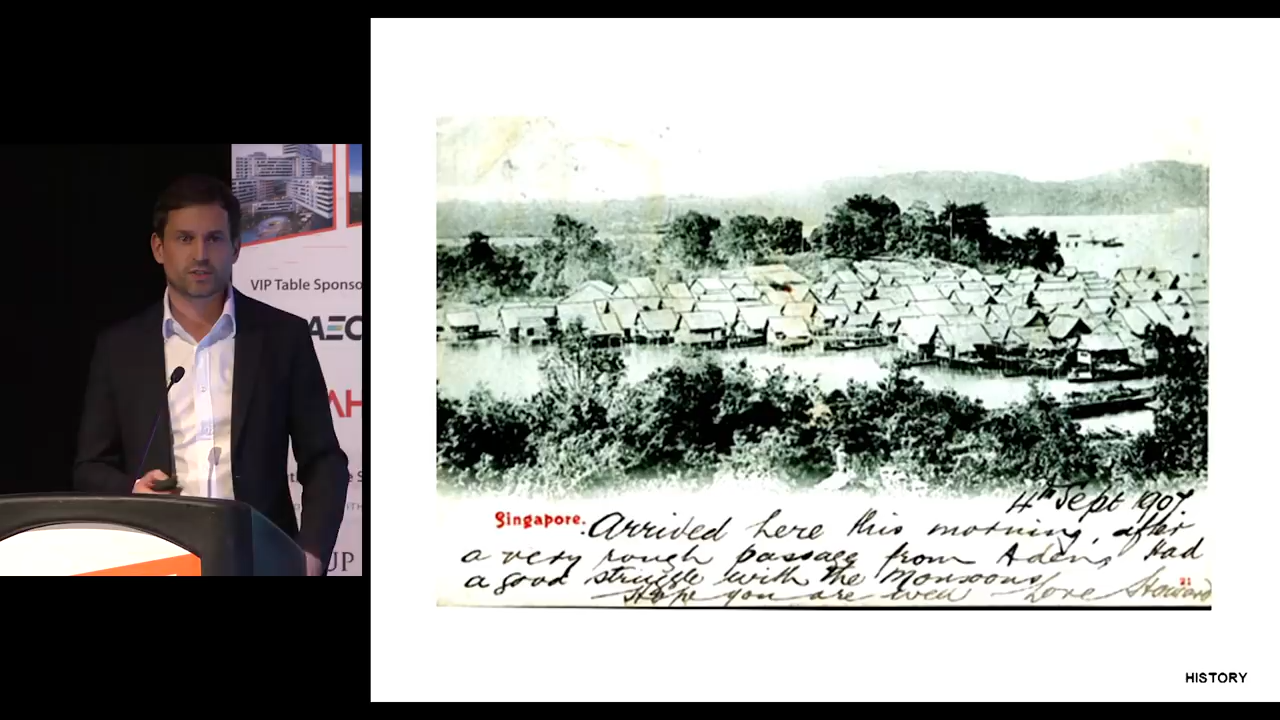 VIP Table Sponso
AEC
AH
UP
4th Sept 1907.
Singapore. Arrived here this morning, after
a very rough passage from Aden, Had
a good struggle with the Monsoons
Hope you are well Love Howard
21
HISTORY